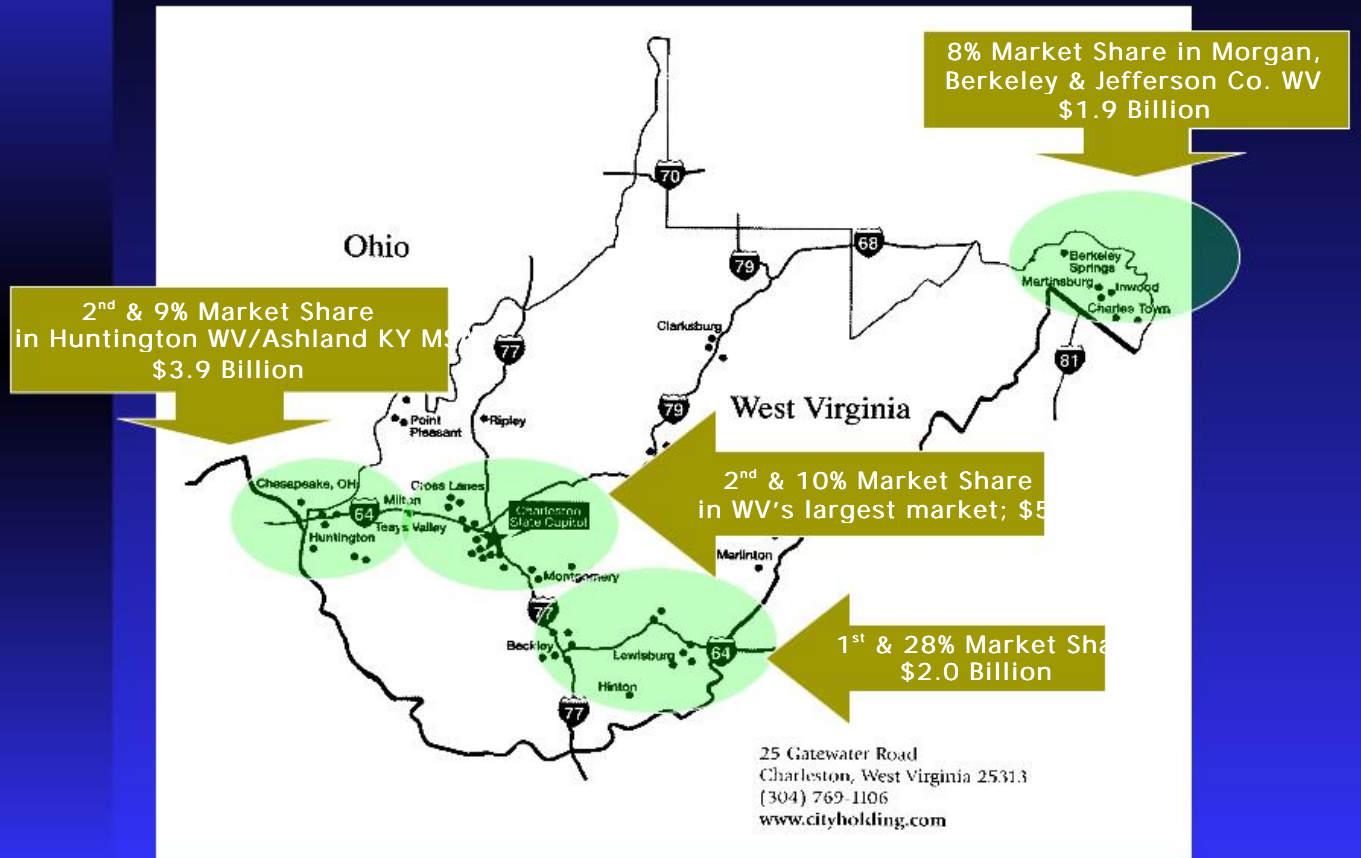 8% Market Share in Morgan,
Berkeley & Jefferson Co. WV
$1.9 Billion
70
Ohio
68
79
Berkeley
Springs
Martinsburg
Inwood
Charles Town
2nd & 9% Market Share
in Huntington WV/Ashland KY MS
$3.9 Billion
77
Clarksburg
81
79
West Virginia
Point
Pleasant
Ripley
2nd & 10% Market Share
in WV's largest market; $5
Chesapeake, OH
Cross Lanes
Milton
64
Teays Valley
Charleston
State Capitol
Huntington
Marlinton
Montgomery
77
1st & 28% Market Sha
$2.0 Billion
Beckley
Lewisburg
64
Hinton
77
25 Gatewater Road
Charleston, West Virginia 25313
(304) 769-1106
www.cityholding.com